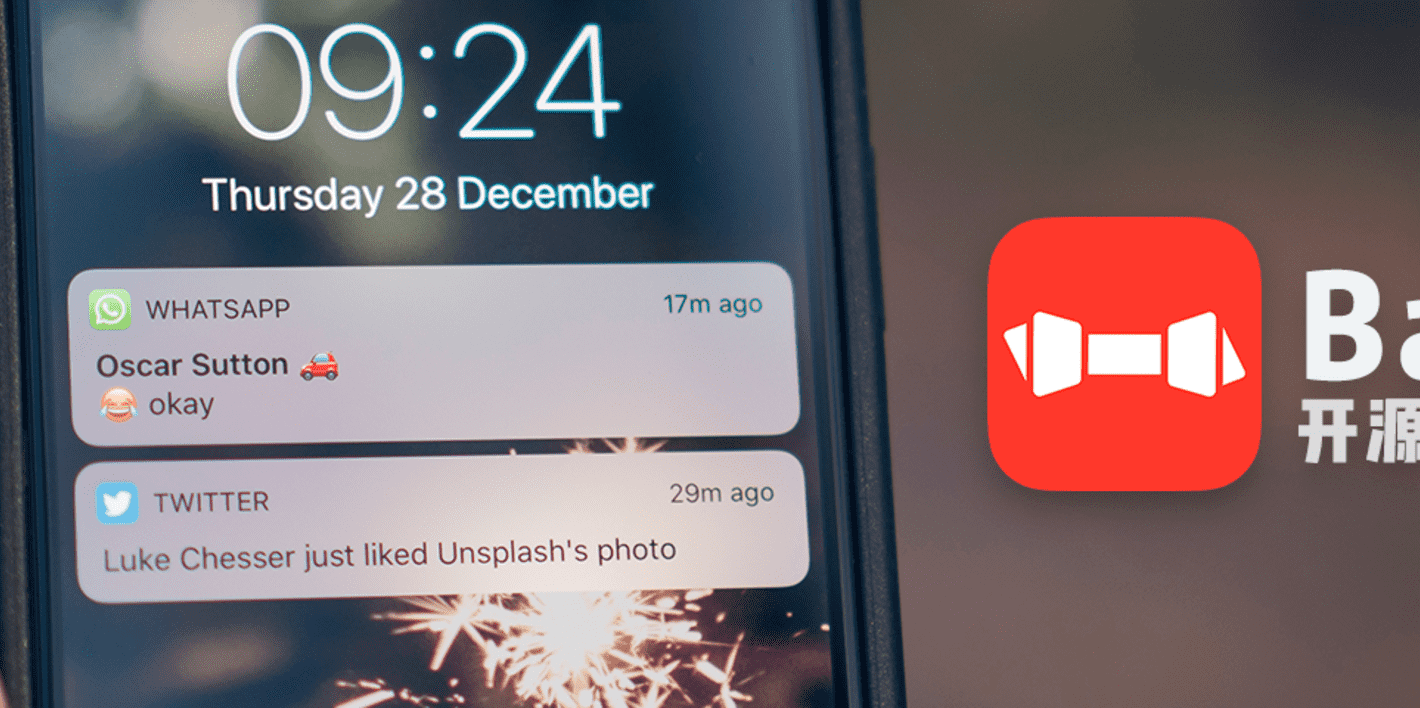 09:24
Thursday 28 December
WHATSAPP 17m ago
Oscar Sutton 🚗
😂 okay
TWITTER 29m ago
Luke Chesser just liked Unsplash's photo
Ba
开源